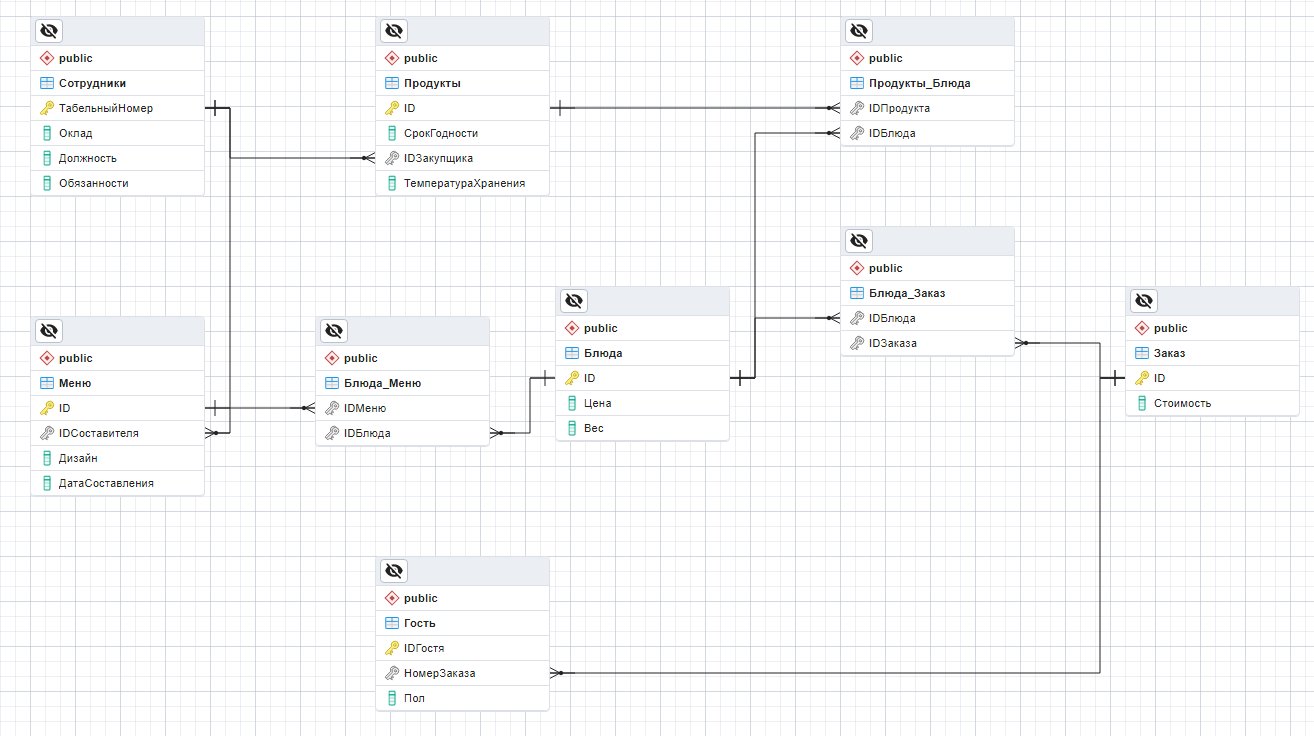 public
Сотрудники
ТабельныйНомер
Оклад
Должность
Обязанности
public
Продукты
ID
СрокГодности
IDЗакупщика
ТемператураХранения
public
Продукты_Блюда
IDПродукта
IDБлюда
public
Блюда_Заказ
IDБлюда
IDЗаказа
public
Меню
ID
IDСоставителя
Дизайн
ДатаСоставления
public
Блюда_Меню
IDМеню
IDБлюда
public
Блюда
ID
Цена
Вес
public
Заказ
ID
Стоимость
public
Гость
IDГостя
НомерЗаказа
Пол